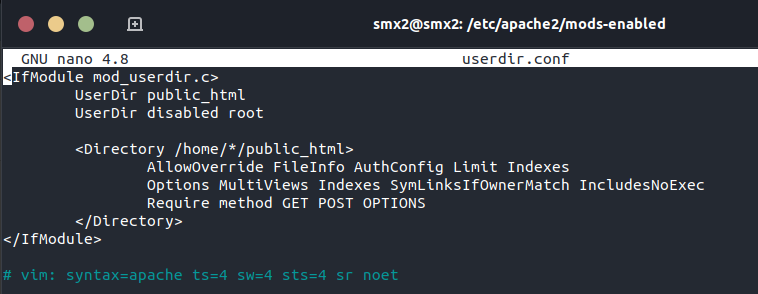 smx2@smx2: /etc/apache2/mods-enabled
GNU nano 4.8 userdir.conf
<IfModule mod_userdir.c>
UserDir public_html
UserDir disabled root
<Directory /home/*/public_html>
AllowOverride FileInfo AuthConfig Limit Indexes
Options MultiViews Indexes SymLinksIfOwnerMatch IncludesNoExec
Require method GET POST OPTIONS
</Directory>
</IfModule>
# vim: syntax=apache ts=4 sw=4 sts=4 sr noet